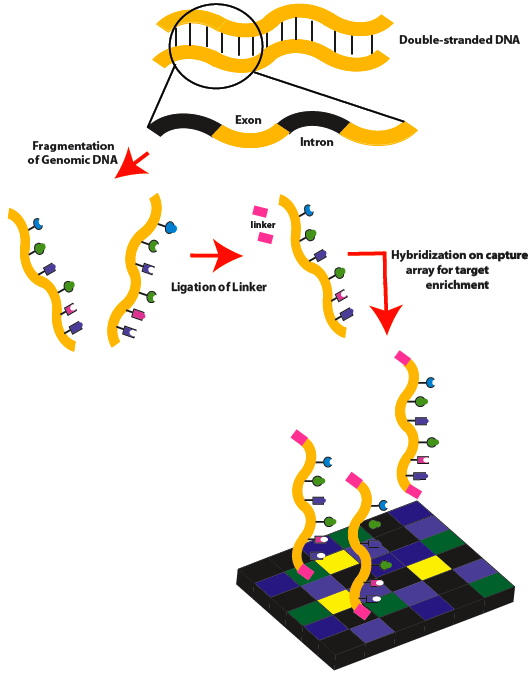 Double-stranded DNA
Exon
Intron
Fragmentation
of Genomic DNA
linker
Ligation of Linker
Hybridization on capture
array for target
enrichment